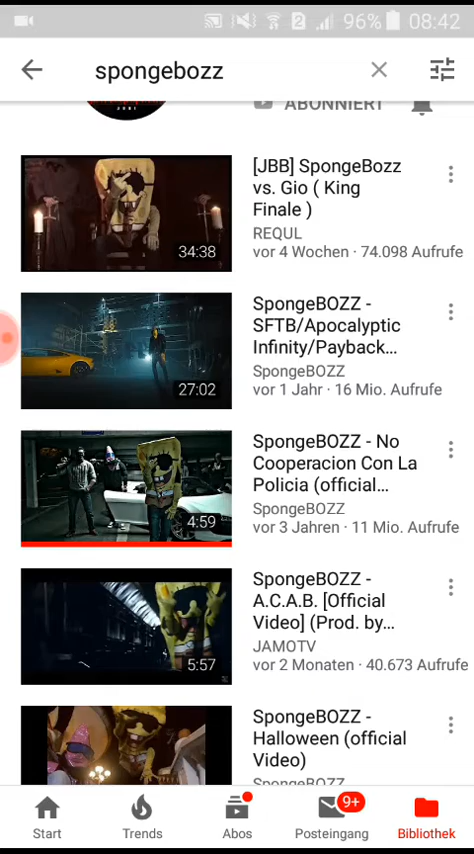 96% 08:42
spongebozz
ABONNIERT
[JBB] SpongeBozz
vs. Gio ( King
Finale )
REQUL
vor 4 Wochen · 74.098 Aufrufe
34:38
SpongeBOZZ -
SFTB/Apocalyptic
Infinity/Payback...
SpongeBOZZ
vor 1 Jahr · 16 Mio. Aufrufe
27:02
SpongeBOZZ - No
Cooperacion Con La
Policia (official...
SpongeBOZZ
vor 3 Jahren · 11 Mio. Aufrufe
4:59
SpongeBOZZ -
A.C.A.B. [Official
Video] (Prod. by...
JAMOTV
vor 2 Monaten · 40.673 Aufrufe
5:57
SpongeBOZZ -
Halloween (official
Video)
SpongeBOZZ
9+
Start Trends Abos Posteingang Bibliothek